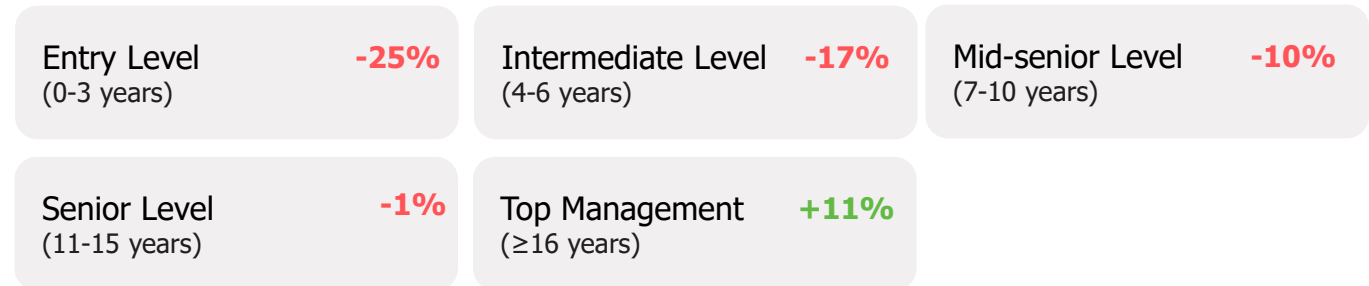 Entry Level -25%
(0-3 years)
Intermediate Level -17%
(4-6 years)
Mid-senior Level -10%
(7-10 years)
Senior Level -1%
(11-15 years)
Top Management +11%
(≥16 years)